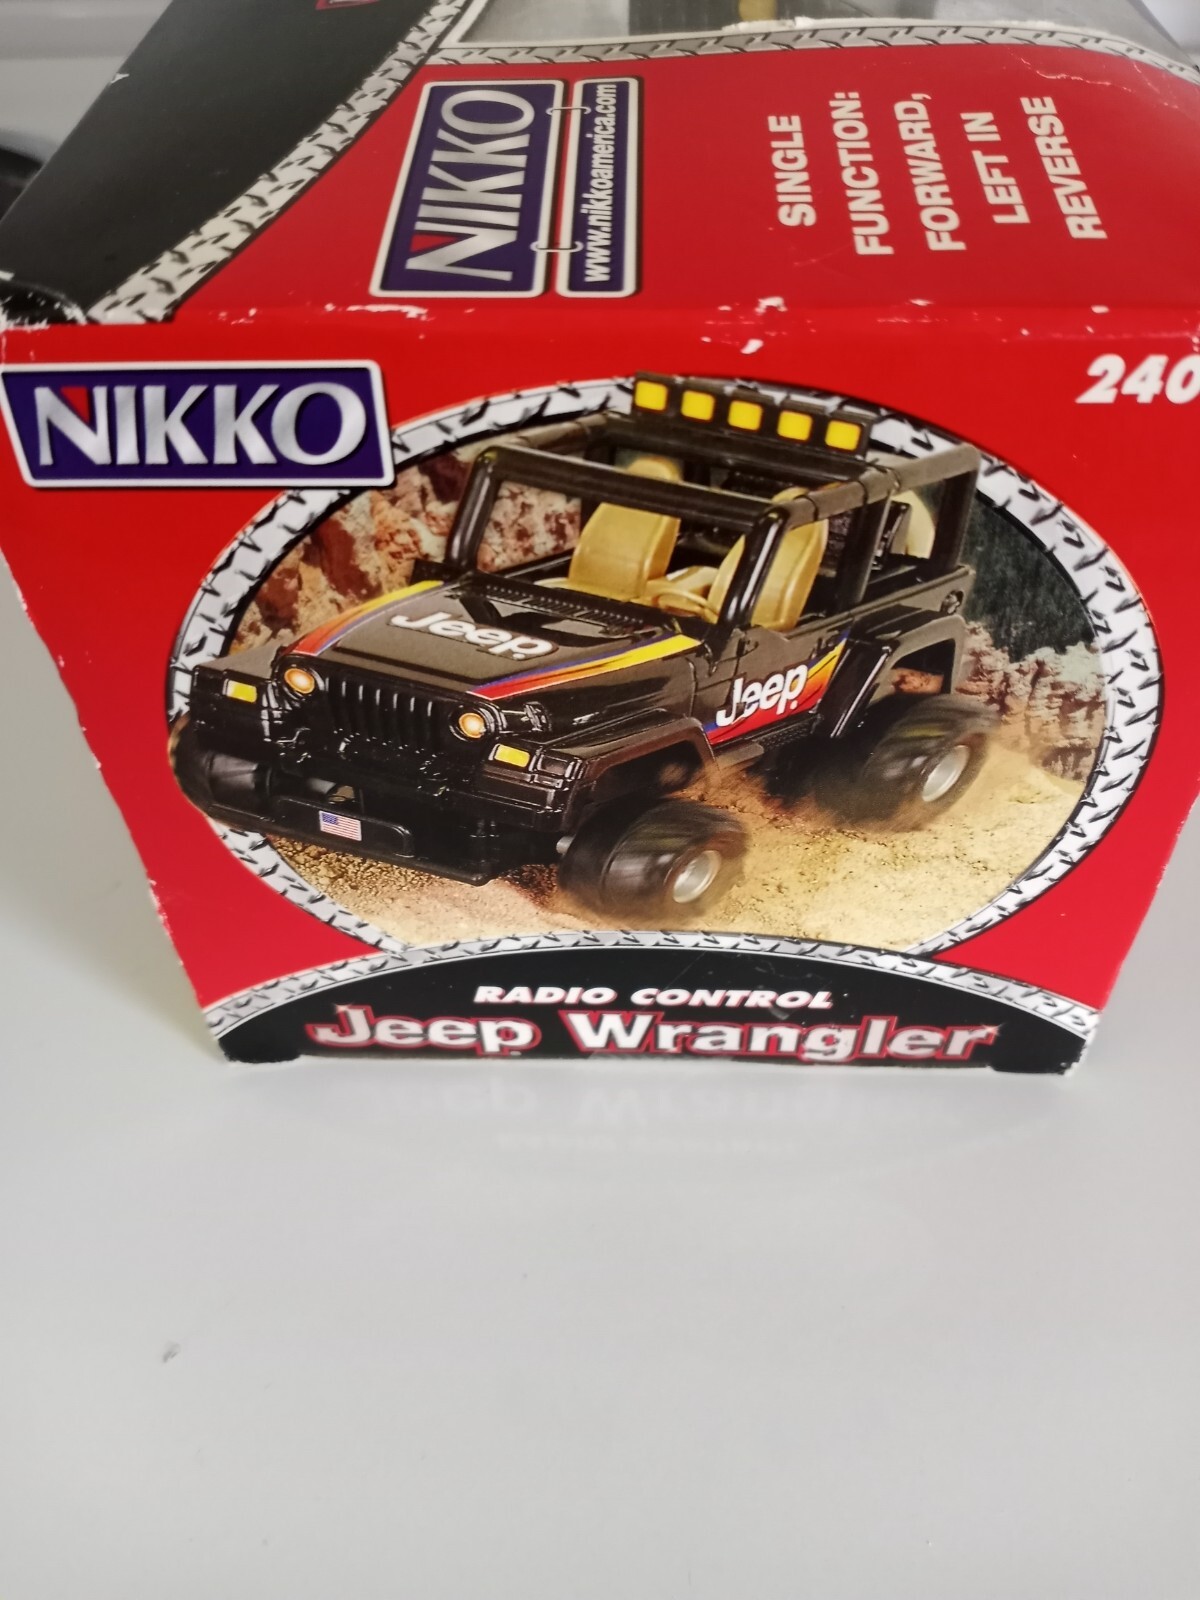 NIKKO
www.nikkoamerica.com
SINGLE
FUNCTION:
FORWARD,
LEFT IN
REVERSE
240
NIKKO
Jeep
Jeep
RADIO CONTROL
Jeep Wrangler